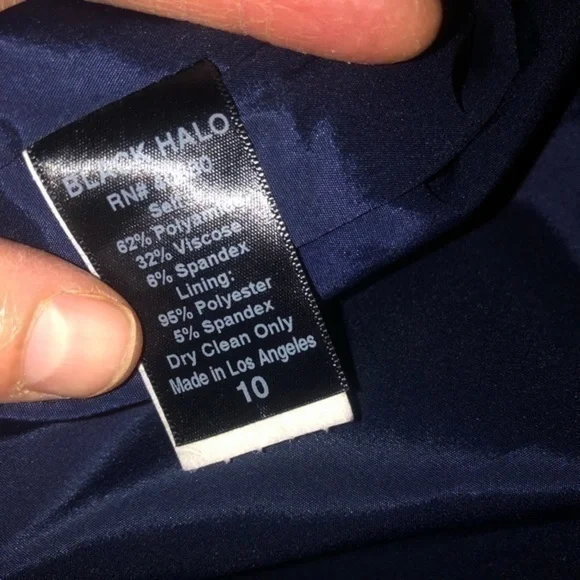 BLACK HALO
RN#
Self:
62% Polyamide
32% Viscose
6% Spandex
Lining:
95% Polyester
5% Spandex
Dry Clean Only
Made in Los Angeles
10